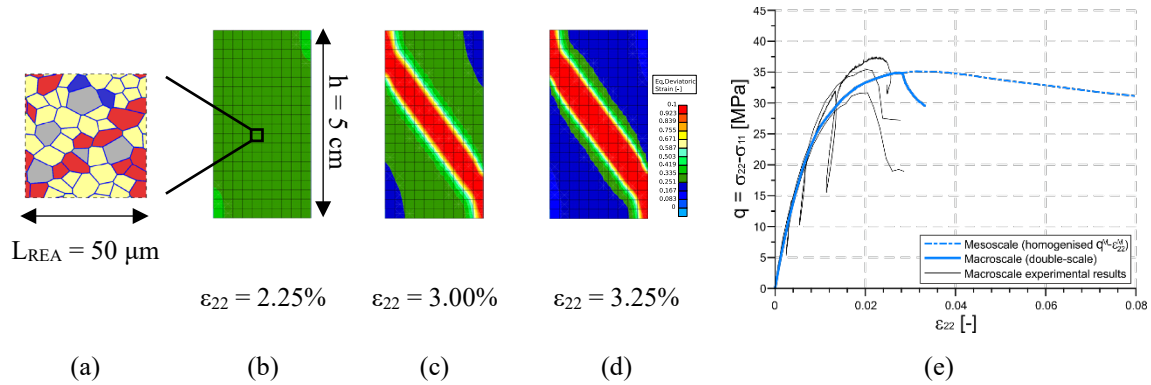 h = 5 cm
L_REA = 50 μm
ε₂₂ = 2.25%
ε₂₂ = 3.00%
ε₂₂ = 3.25%
Eq.Deviatoric
Strain [-]
0.1
0.923
0.839
0.755
0.671
0.587
0.503
0.419
0.335
0.251
0.167
0.083
0
45
40
35
30
25
20
15
10
5
0
q = σ₂₂-σ₁₁ [MPa]
Mesoscale (homogenised qᴹ-ε₂₂ᴹ)
Macroscale (double-scale)
Macroscale experimental results
0 0.02 0.04 0.06 0.08
ε₂₂ [-]
(a) (b) (c) (d) (e)